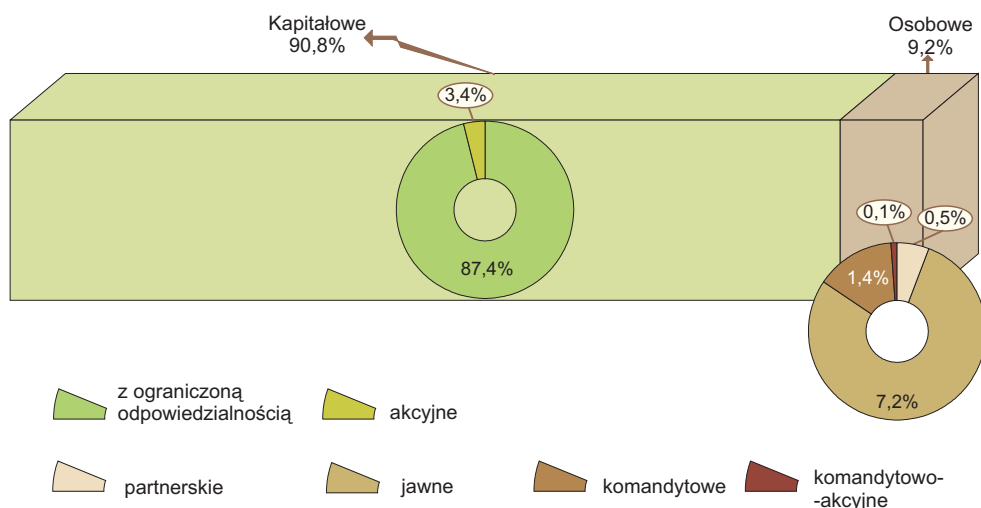 Kapitałowe
90,8%
Osobowe
9,2%
3,4%
87,4%
0,1%
0,5%
1,4%
7,2%
z ograniczoną
odpowiedzialnością
akcyjne
partnerskie
jawne
komandytowe
komandytowo-
-akcyjne